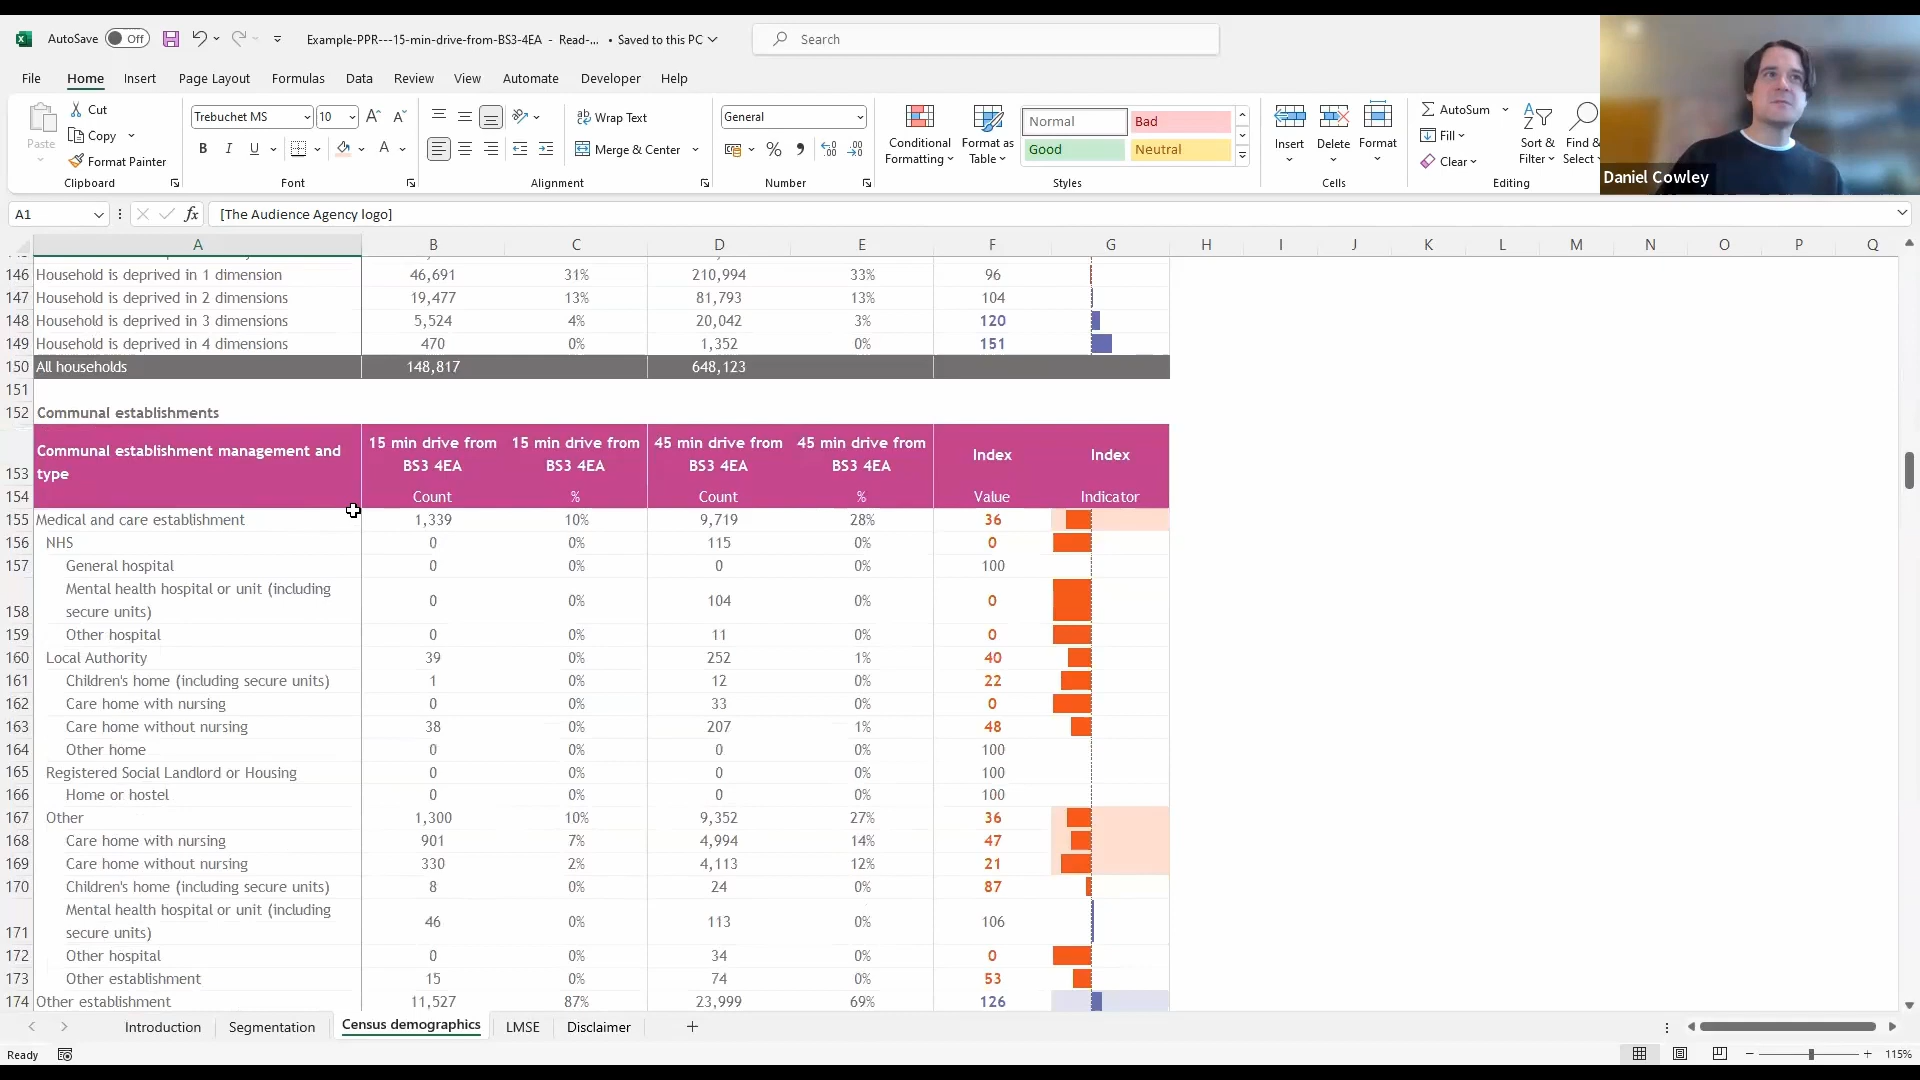 AutoSave Off Example-PPR---15-min-drive-from-BS3-4EA - Read-... • Saved to this PC Search
File Home Insert Page Layout Formulas Data Review View Automate Developer Help
Paste Cut Copy Format Painter Clipboard
Trebuchet MS 10 B I U A Font
Wrap Text Merge & Center Alignment
General % Number
Conditional Formatting Format as Table Normal Bad Good Neutral Styles
Insert Delete Format Cells
AutoSum Fill Clear Sort & Filter Find & Select Editing
Daniel Cowley
A1 fx [The Audience Agency logo]
A B C D E F G H I J K L M N O P Q
146 Household is deprived in 1 dimension 46,691 31% 210,994 33% 96
147 Household is deprived in 2 dimensions 19,477 13% 81,793 13% 104
148 Household is deprived in 3 dimensions 5,524 4% 20,042 3% 120
149 Household is deprived in 4 dimensions 470 0% 1,352 0% 151
150 All households 148,817 648,123
151
152 Communal establishments
153 Communal establishment management and type 15 min drive from BS3 4EA 15 min drive from BS3 4EA 45 min drive from BS3 4EA 45 min drive from BS3 4EA Index Index
154 Count % Count % Value Indicator
155 Medical and care establishment 1,339 10% 9,719 28% 36
156 NHS 0 0% 115 0% 0
157 General hospital 0 0% 0 0% 100
158 Mental health hospital or unit (including secure units) 0 0% 104 0% 0
159 Other hospital 0 0% 11 0% 0
160 Local Authority 39 0% 252 1% 40
161 Children's home (including secure units) 1 0% 12 0% 22
162 Care home with nursing 0 0% 33 0% 0
163 Care home without nursing 38 0% 207 1% 48
164 Other home 0 0% 0 0% 100
165 Registered Social Landlord or Housing 0 0% 0 0% 100
166 Home or hostel 0 0% 0 0% 100
167 Other 1,300 10% 9,352 27% 36
168 Care home with nursing 901 7% 4,994 14% 47
169 Care home without nursing 330 2% 4,113 12% 21
170 Children's home (including secure units) 8 0% 24 0% 87
171 Mental health hospital or unit (including secure units) 46 0% 113 0% 106
172 Other hospital 0 0% 34 0% 0
173 Other establishment 15 0% 74 0% 53
174 Other establishment 11,527 87% 23,999 69% 126
Introduction Segmentation Census demographics LMSE Disclaimer
Ready 115%